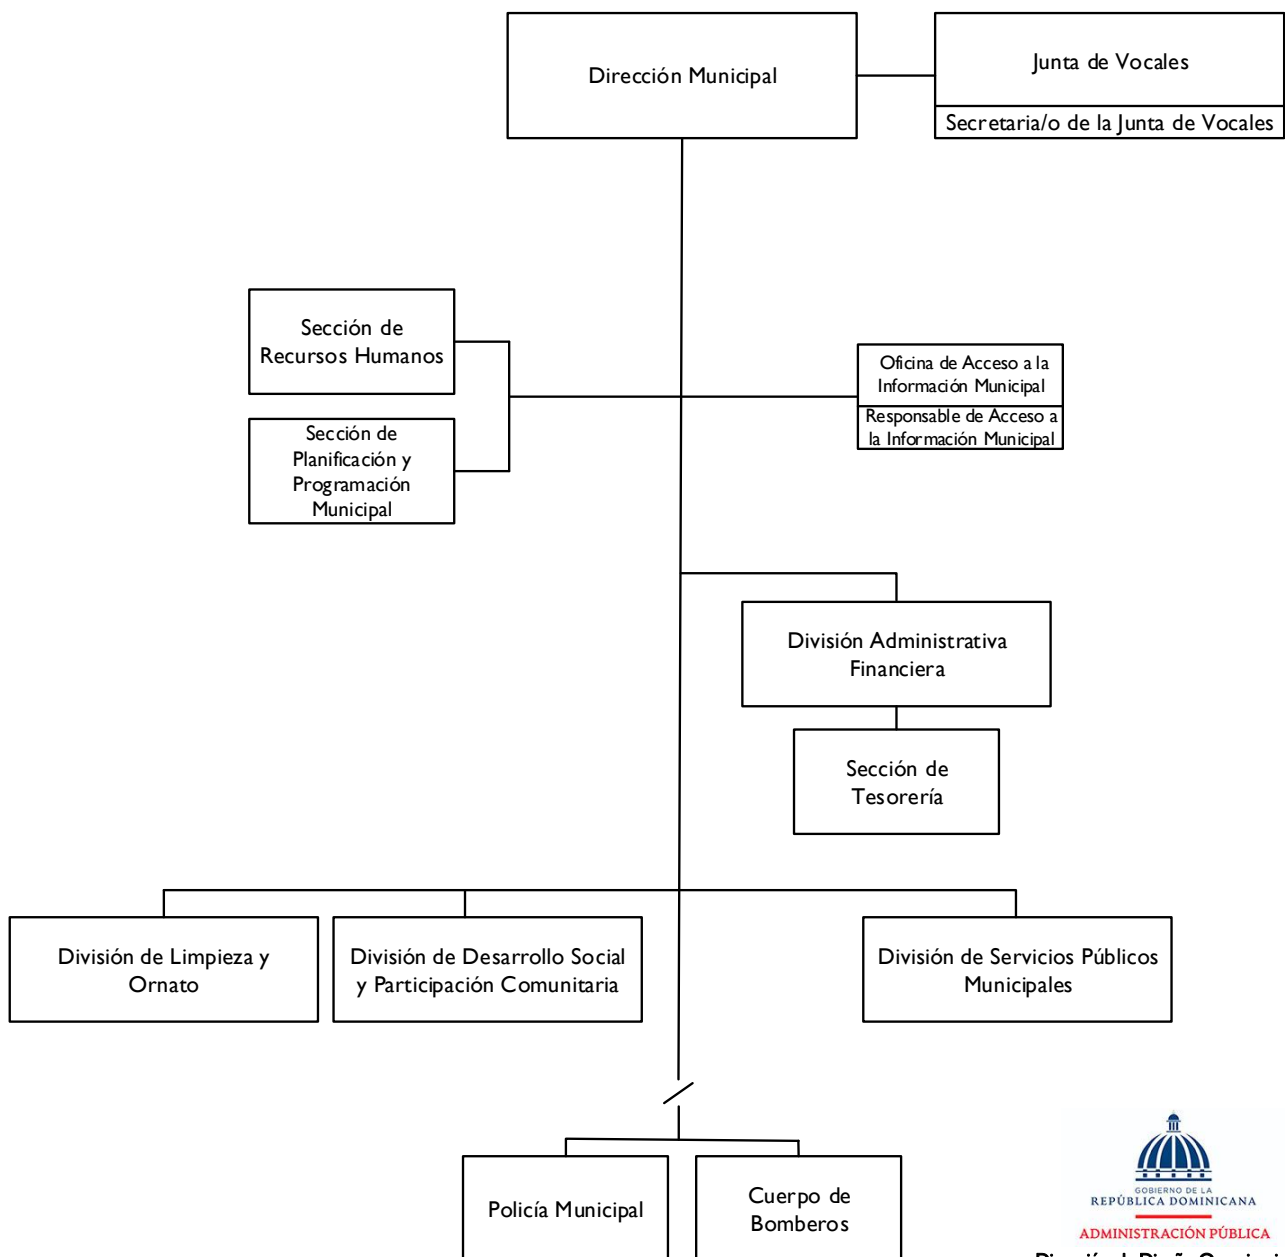 Dirección Municipal
Junta de Vocales
Secretaria/o de la Junta de Vocales
Sección de
Recursos Humanos
Oficina de Acceso a la
Información Municipal
Responsable de Acceso a
la Información Municipal
Sección de
Planificación y
Programación
Municipal
División Administrativa
Financiera
Sección de
Tesorería
División de Limpieza y
Ornato
División de Desarrollo Social
y Participación Comunitaria
División de Servicios Públicos
Municipales
Policía Municipal
Cuerpo de
Bomberos
GOBIERNO DE LA
REPÚBLICA DOMINICANA
ADMINISTRACIÓN PÚBLICA